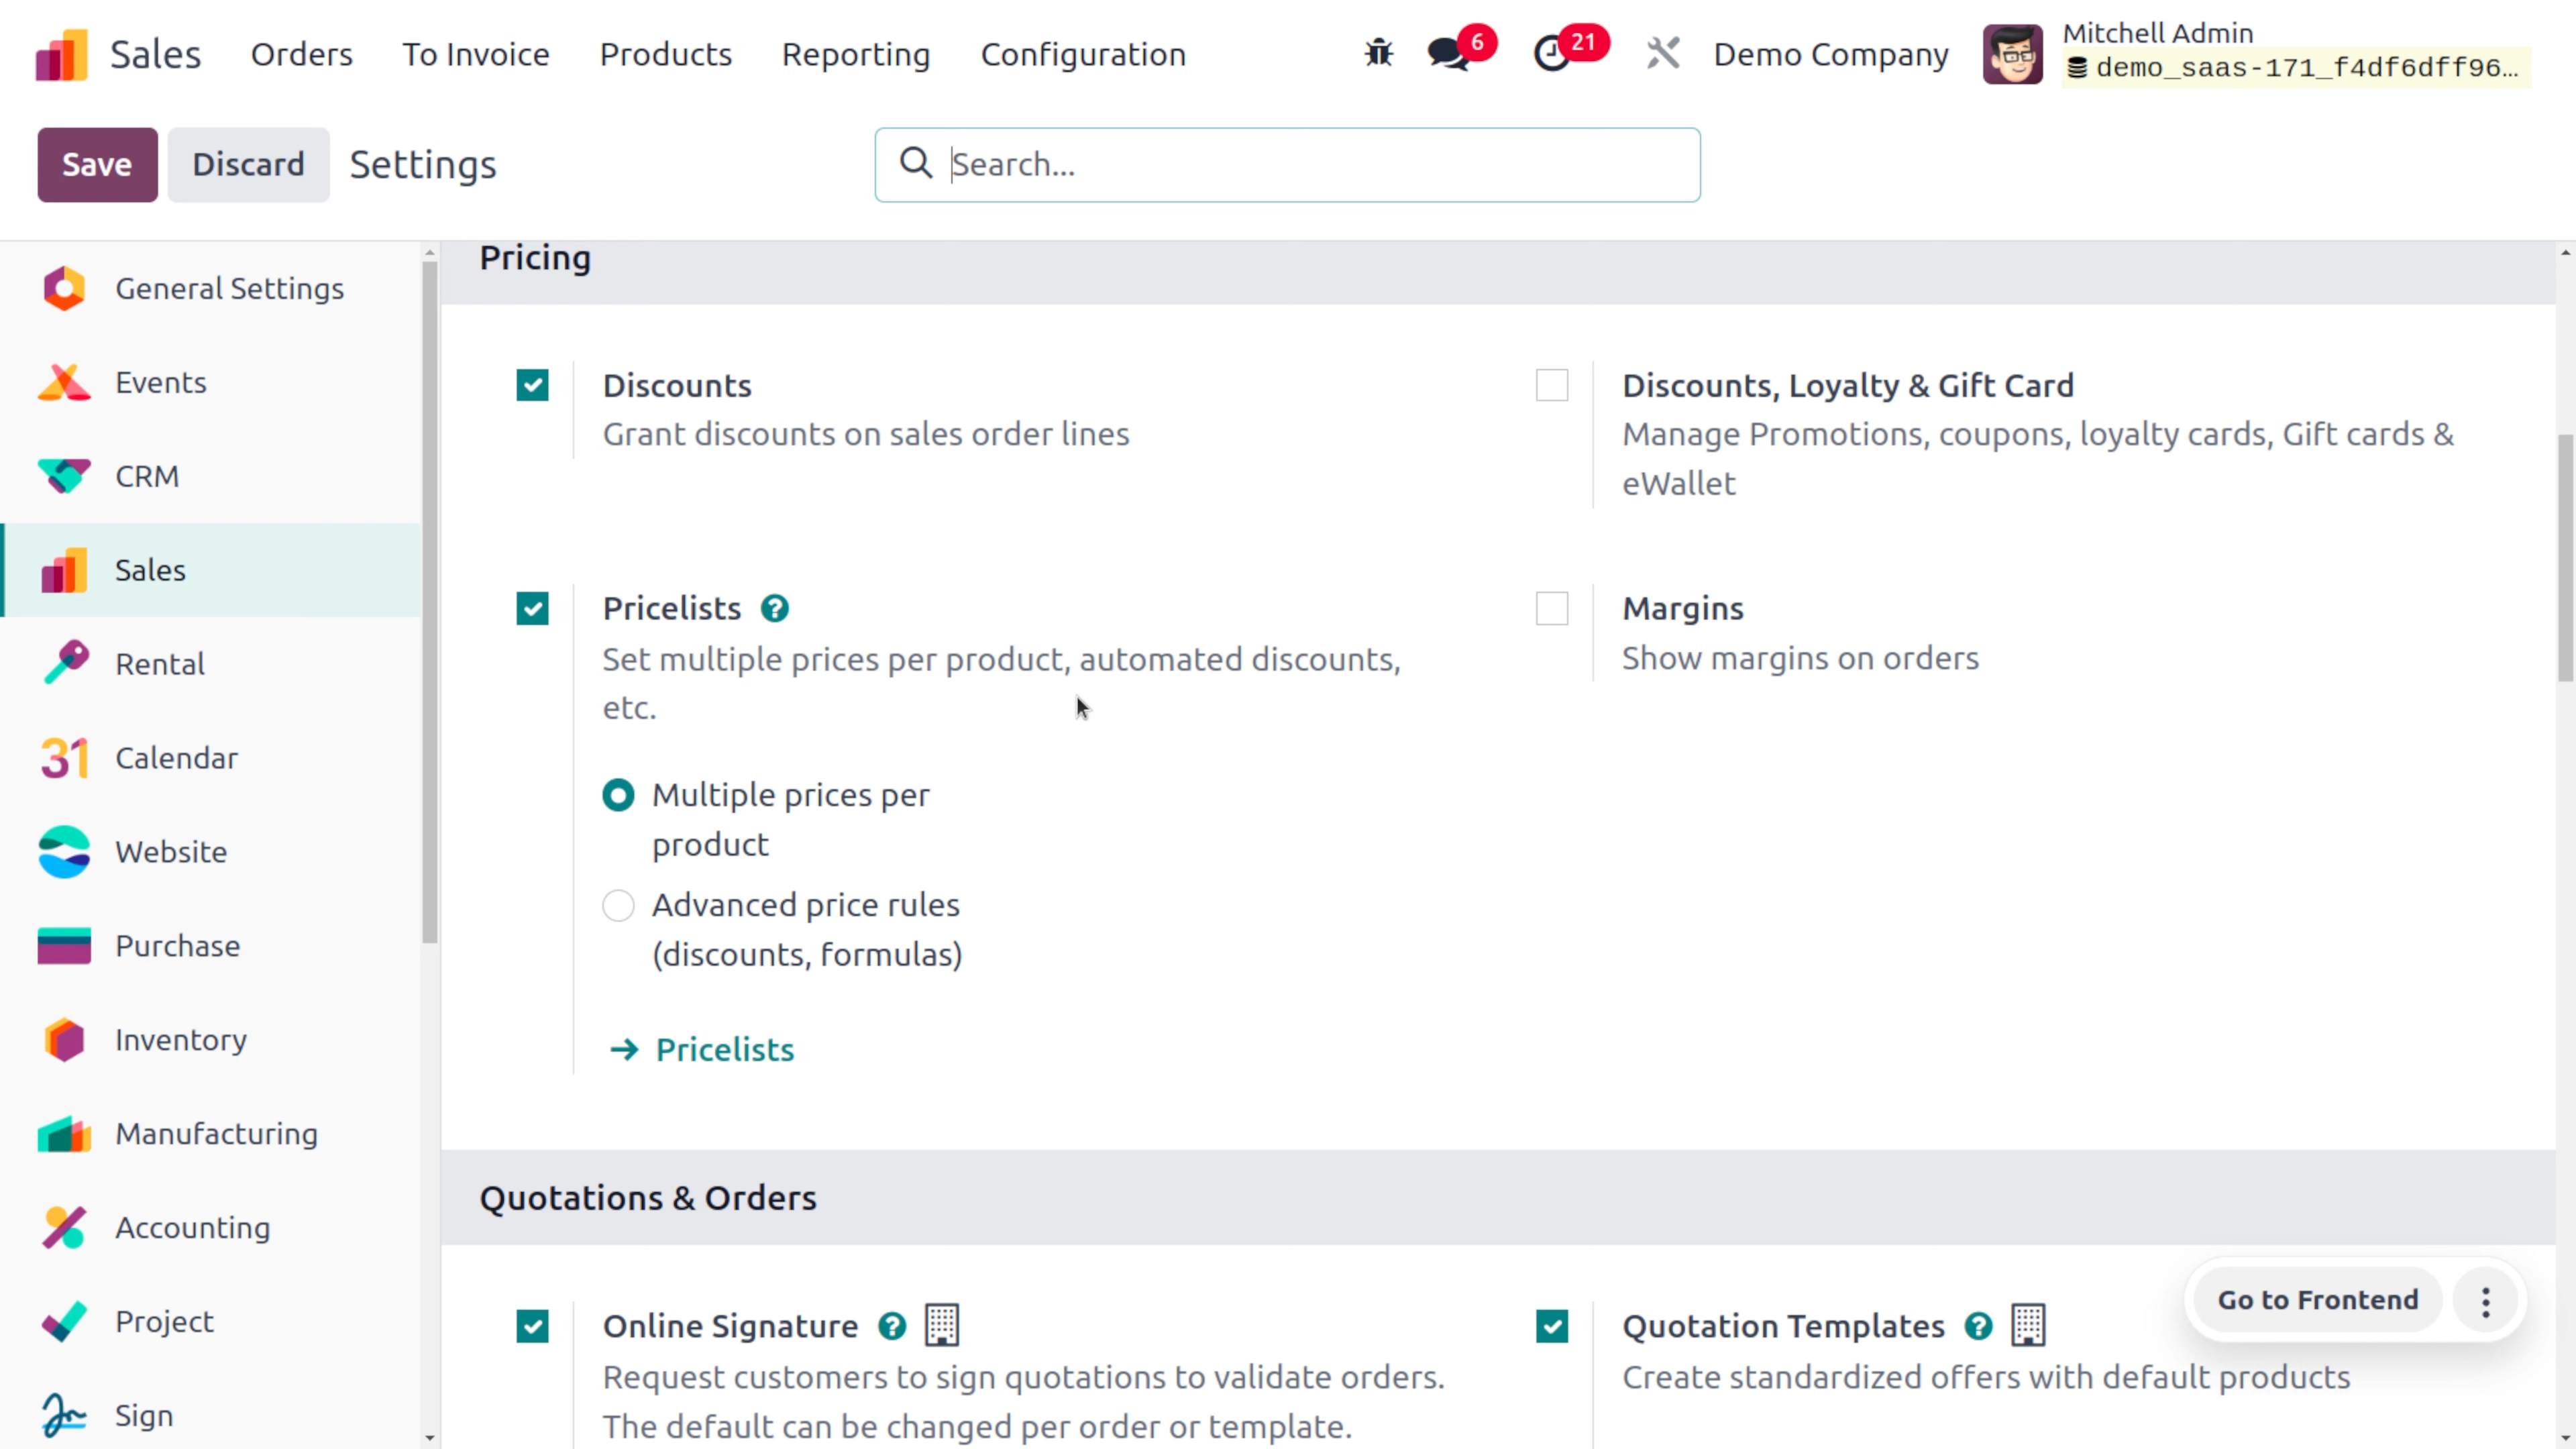 Sales
Orders
To Invoice
Products
Reporting
Configuration
6
21
Demo Company
Mitchell Admin
demo_saas-171_f4df6dff96...
Save
Discard
Settings
Search...
General Settings
Events
CRM
Sales
Rental
31 Calendar
Website
Purchase
Inventory
Manufacturing
Accounting
Project
Sign
Pricing
Discounts
Grant discounts on sales order lines
Discounts, Loyalty & Gift Card
Manage Promotions, coupons, loyalty cards, Gift cards &
eWallet
Pricelists ?
Set multiple prices per product, automated discounts,
etc.
Multiple prices per
product
Advanced price rules
(discounts, formulas)
→ Pricelists
Margins
Show margins on orders
Quotations & Orders
Online Signature ?
Request customers to sign quotations to validate orders.
The default can be changed per order or template.
Quotation Templates ?
Create standardized offers with default products
Go to Frontend